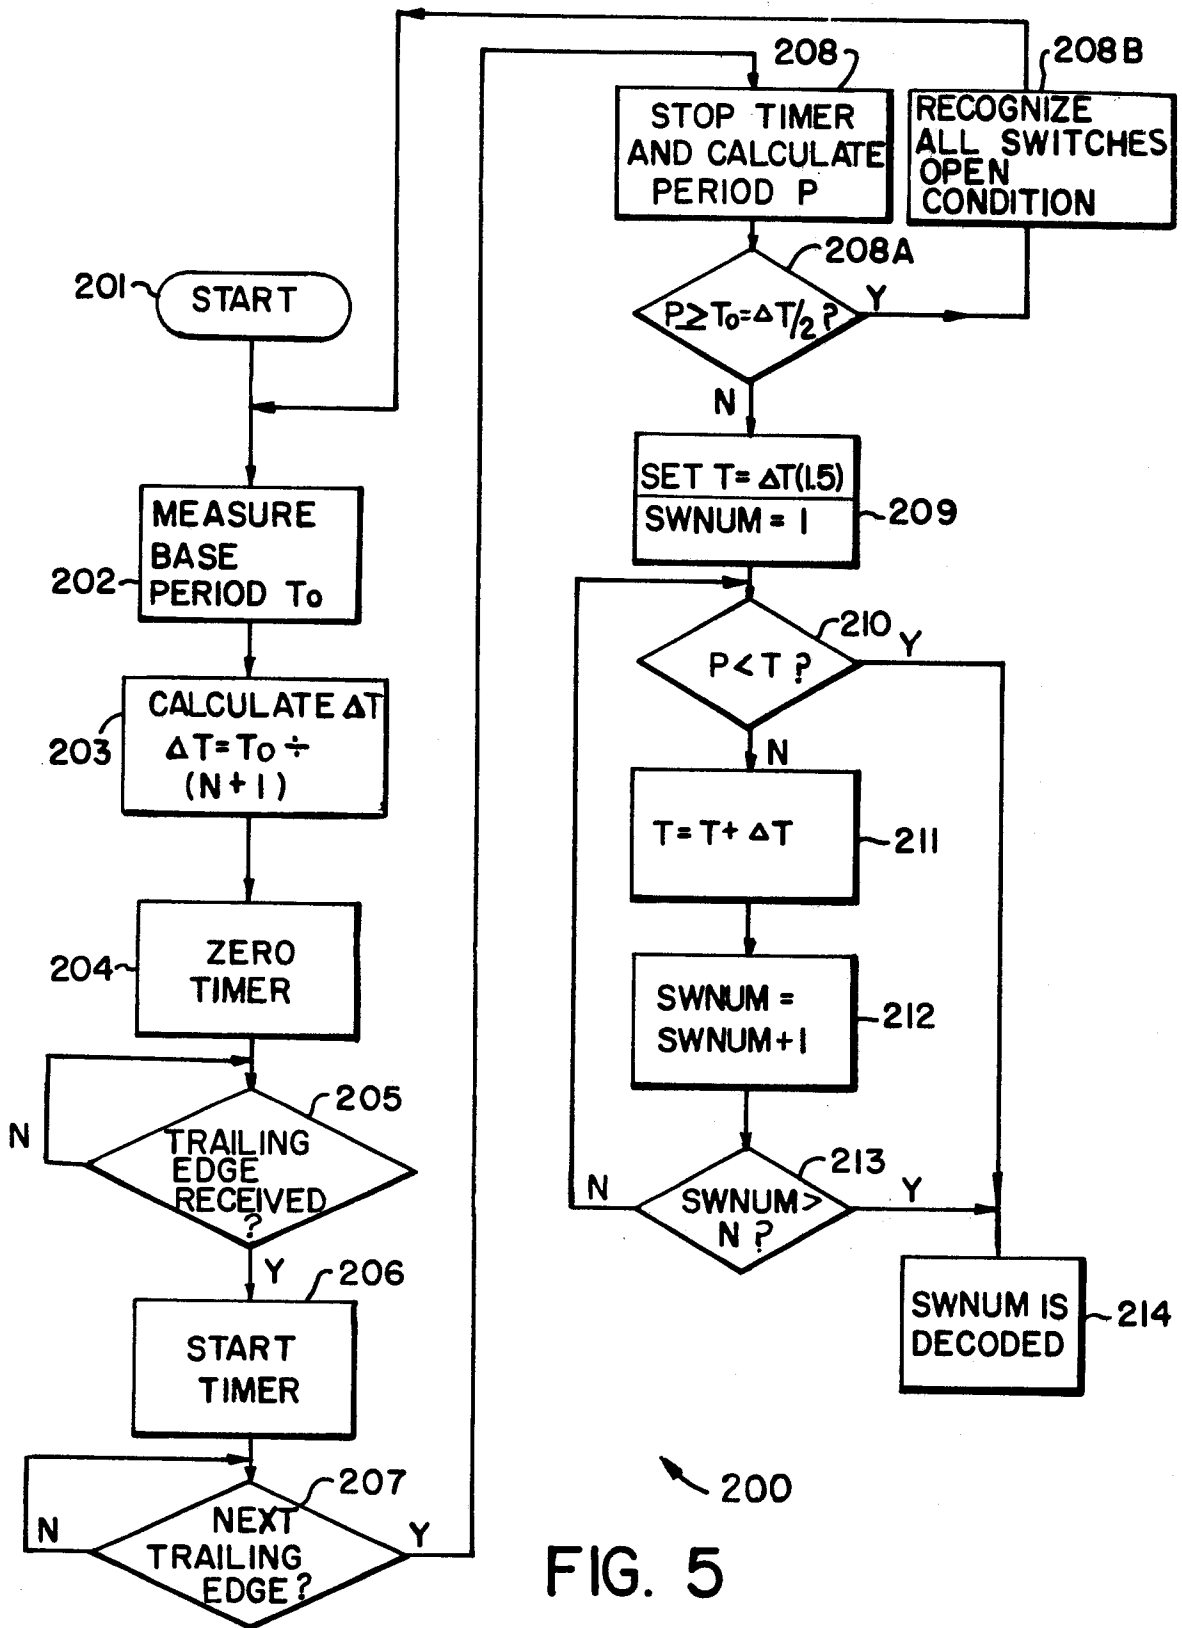 201
START
202
MEASURE
BASE
PERIOD To
203
CALCULATE ΔT
ΔT=To ÷
(N+1)
204
ZERO
TIMER
205
TRAILING
EDGE
RECEIVED
?
N
Y
206
START
TIMER
207
NEXT
TRAILING
EDGE?
N
Y
208
STOP TIMER
AND CALCULATE
PERIOD P
208A
P≥To=ΔT/2 ?
Y
N
208B
RECOGNIZE
ALL SWITCHES
OPEN
CONDITION
SET T=ΔT(1.5)
SWNUM = 1
209
210
P<T ?
Y
N
T=T+ ΔT
211
SWNUM =
SWNUM+1
212
213
SWNUM>
N ?
N
Y
SWNUM IS
DECODED
214
200
FIG. 5